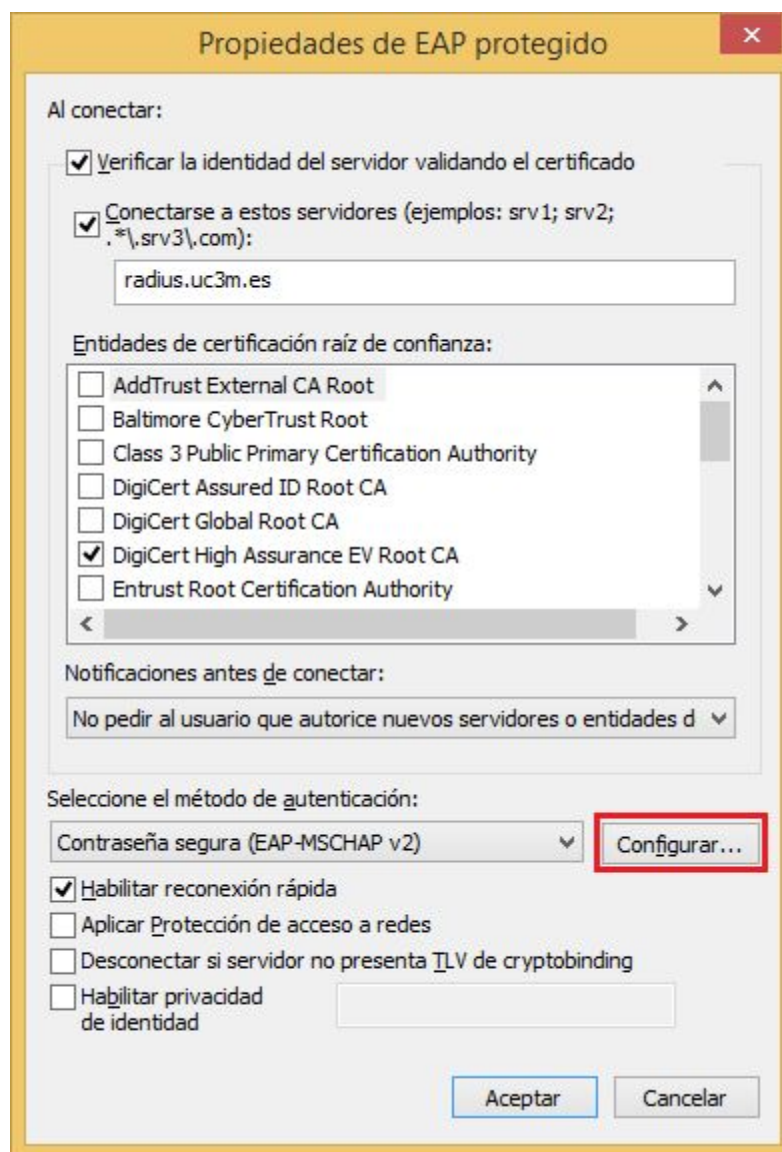 Propiedades de EAP protegido
Al conectar:
Verificar la identidad del servidor validando el certificado
Conectarse a estos servidores (ejemplos: srv1; srv2;
.*\.srv3\.com):
radius.uc3m.es
Entidades de certificación raíz de confianza:
AddTrust External CA Root
Baltimore CyberTrust Root
Class 3 Public Primary Certification Authority
DigiCert Assured ID Root CA
DigiCert Global Root CA
DigiCert High Assurance EV Root CA
Entrust Root Certification Authority
Notificaciones antes de conectar:
No pedir al usuario que autorice nuevos servidores o entidades d
Seleccione el método de autenticación:
Contraseña segura (EAP-MSCHAP v2)
Configurar...
Habilitar reconexión rápida
Aplicar Protección de acceso a redes
Desconectar si servidor no presenta TLV de cryptobinding
Habilitar privacidad
de identidad
Aceptar
Cancelar